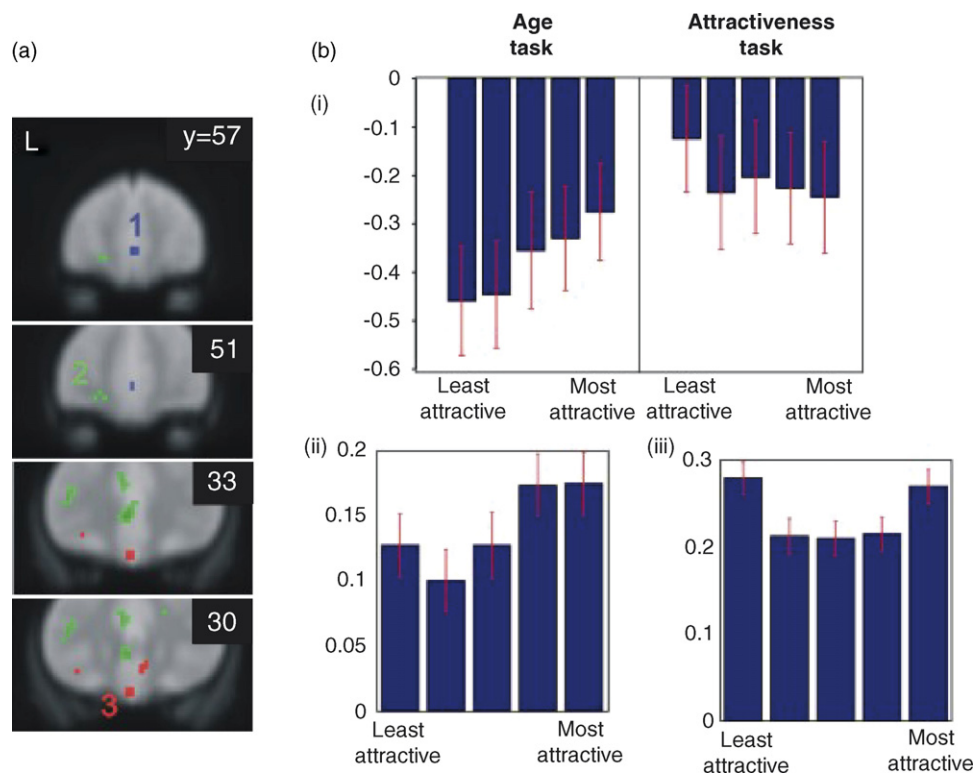 (a)
L
y=57
1
51
2
33
30
3
(b)
Age
task
Attractiveness
task
(i)
0
-0.1
-0.2
-0.3
-0.4
-0.5
-0.6
Least
attractive
Most
attractive
Least
attractive
Most
attractive
(ii)
0.2
0.15
0.1
0.05
0
Least
attractive
Most
attractive
(iii)
0.3
0.2
0.1
0
Least
attractive
Most
attractive